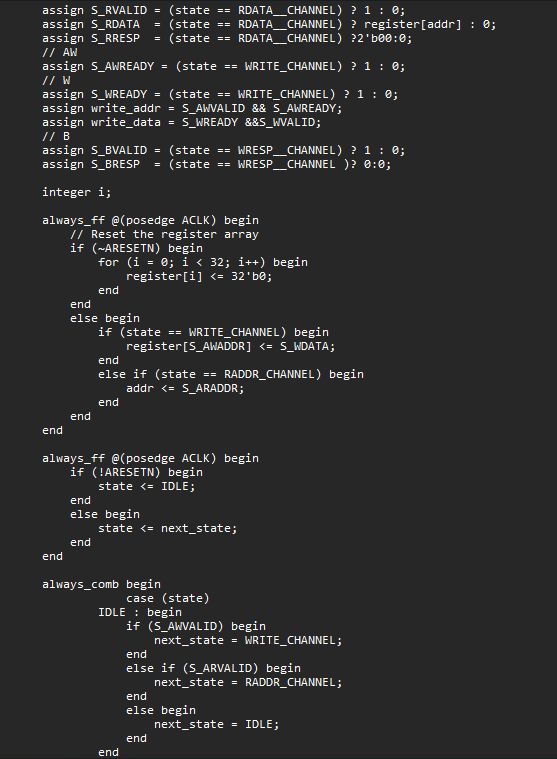 assign S_RVALID = (state == RDATA__CHANNEL) ? 1 : 0;
assign S_RDATA  = (state == RDATA__CHANNEL) ? register[addr] : 0;
assign S_RRESP  = (state == RDATA__CHANNEL) ?2'b00:0;
// AW
assign S_AWREADY = (state == WRITE_CHANNEL) ? 1 : 0;
// W
assign S_WREADY = (state == WRITE_CHANNEL) ? 1 : 0;
assign write_addr = S_AWVALID && S_AWREADY;
assign write_data = S_WREADY &&S_WVALID;
// B
assign S_BVALID = (state == WRESP__CHANNEL) ? 1 : 0;
assign S_BRESP  = (state == WRESP__CHANNEL )? 0:0;

integer i;

always_ff @(posedge ACLK) begin
    // Reset the register array
    if (~ARESETN) begin
        for (i = 0; i < 32; i++) begin
            register[i] <= 32'b0;
        end
    end
    else begin
        if (state == WRITE_CHANNEL) begin
            register[S_AWADDR] <= S_WDATA;
        end
        else if (state == RADDR_CHANNEL) begin
            addr <= S_ARADDR;
        end
    end
end

always_ff @(posedge ACLK) begin
    if (!ARESETN) begin
        state <= IDLE;
    end
    else begin
        state <= next_state;
    end
end

always_comb begin
            case (state)
        IDLE : begin
            if (S_AWVALID) begin
                next_state = WRITE_CHANNEL;
            end
            else if (S_ARVALID) begin
                next_state = RADDR_CHANNEL;
            end
            else begin
                next_state = IDLE;
            end
        end